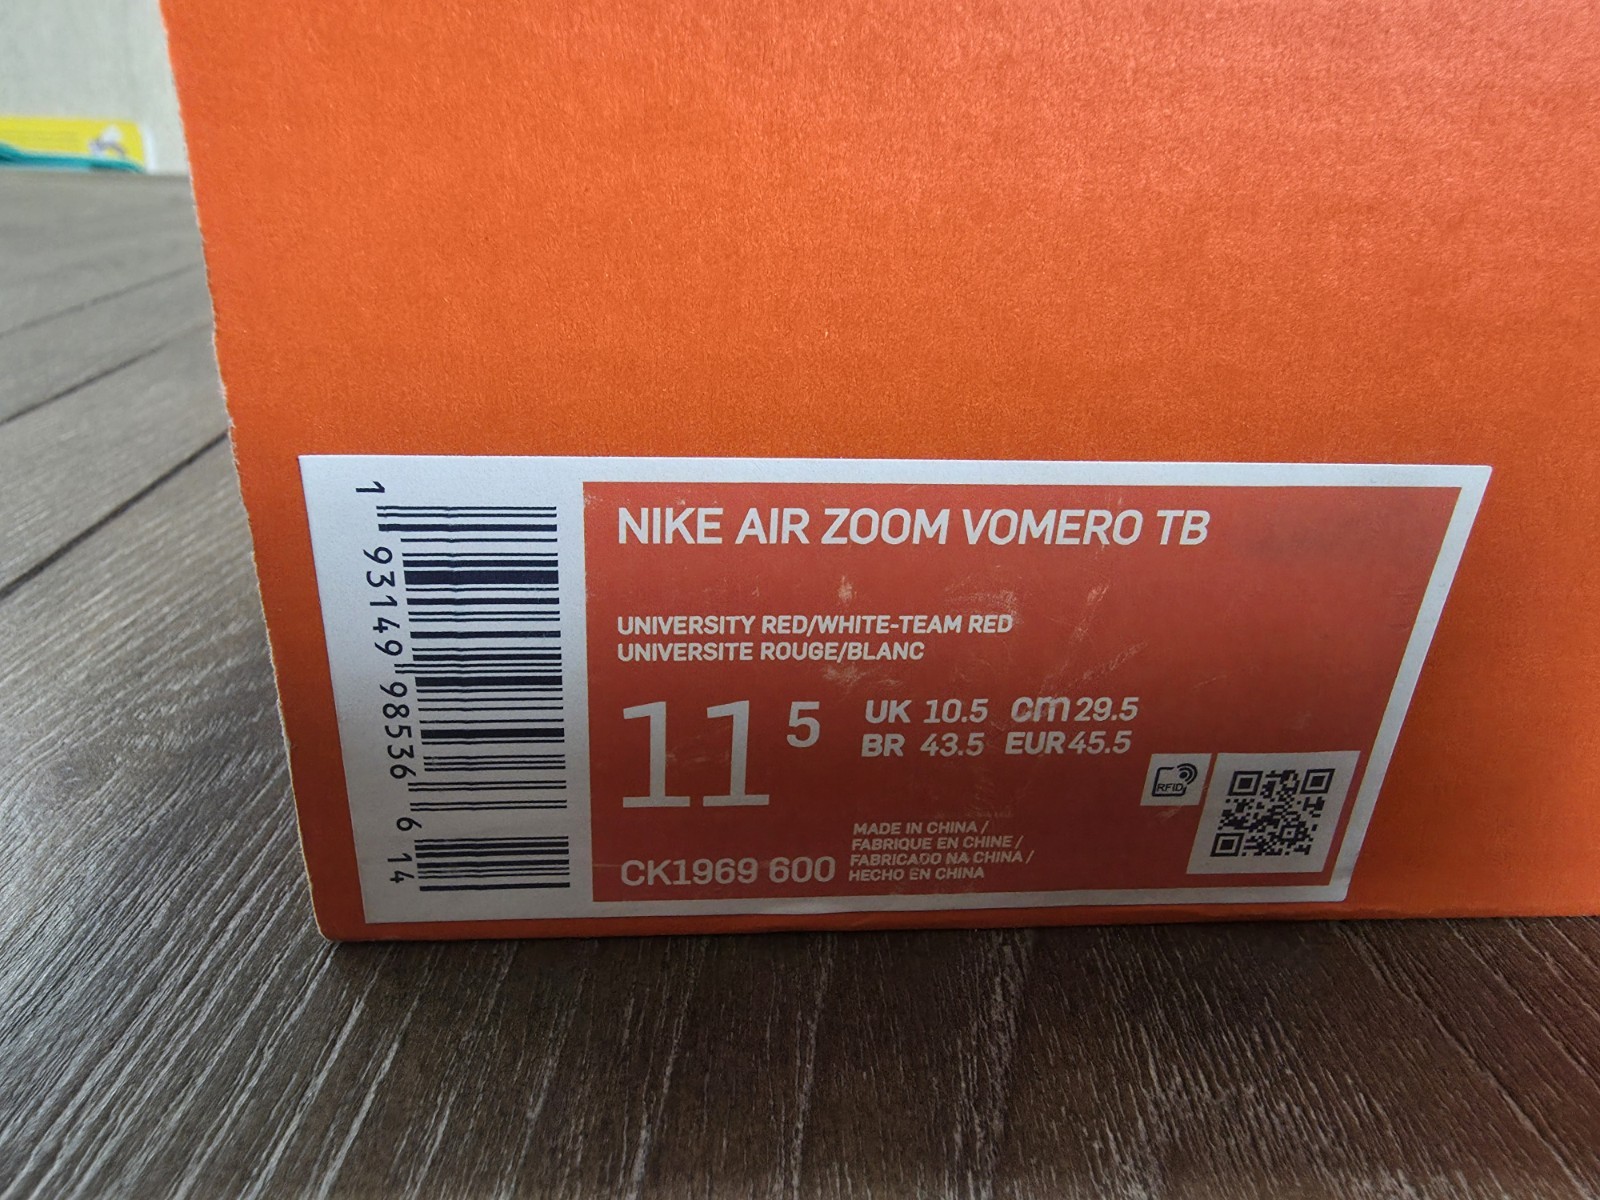 NIKE AIR ZOOM VOMERO TB
UNIVERSITY RED/WHITE-TEAM RED
UNIVERSITE ROUGE/BLANC
11 5
UK 10.5 cm 29.5
BR 43.5 EUR 45.5
RFID
CK1969 600
MADE IN CHINA /
FABRIQUE EN CHINE /
FABRICADO NA CHINA /
HECHO EN CHINA
1 93149 98536 6 14